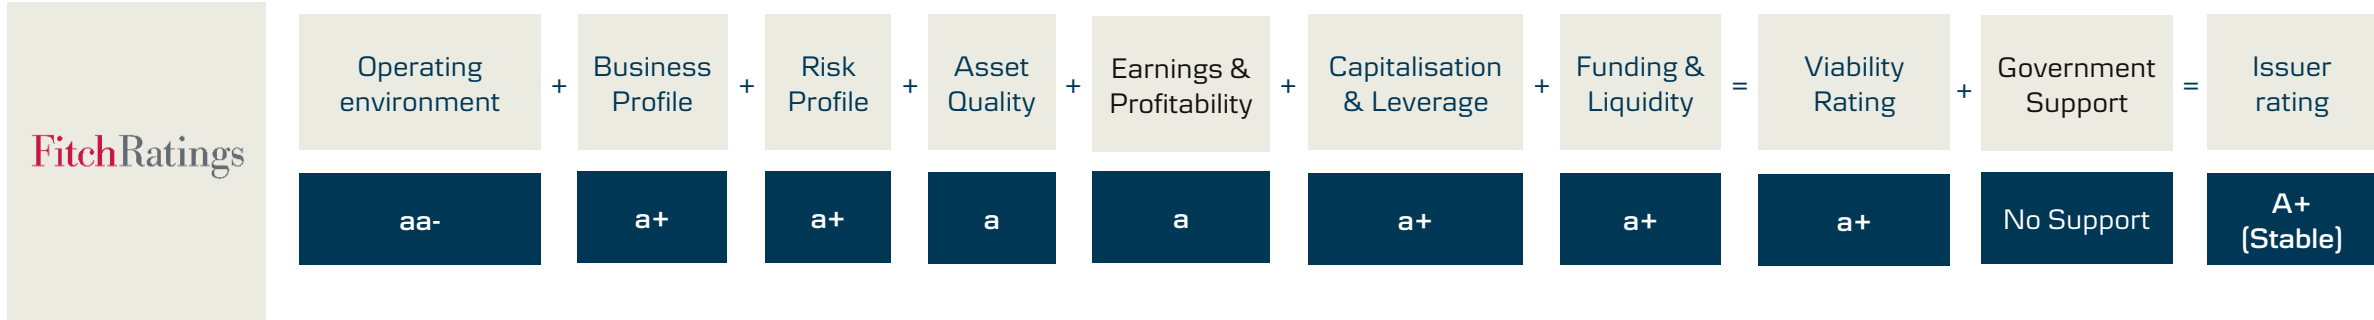 FitchRatings
Operating
environment
+
Business
Profile
+
Risk
Profile
+
Asset
Quality
+
Earnings &
Profitability
+
Capitalisation
& Leverage
+
Funding &
Liquidity
=
Viability
Rating
+
Government
Support
=
Issuer
rating
aa-
a+
a+
a
a
a+
a+
a+
No Support
A+
(Stable)